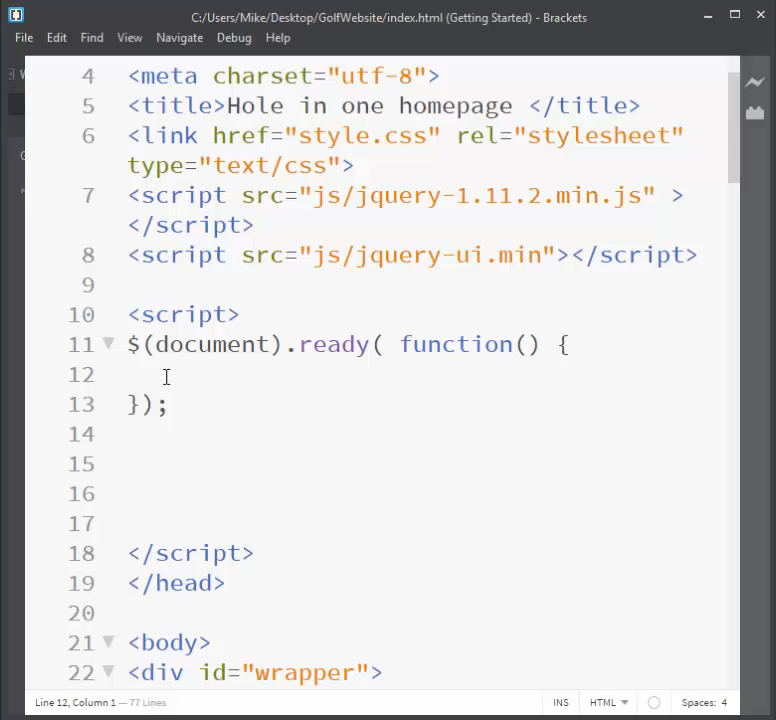 C:/Users/Mike/Desktop/GolfWebsite/index.html (Getting Started) - Brackets
File Edit Find View Navigate Debug Help
4 <meta charset="utf-8">
5 <title>Hole in one homepage </title>
6 <link href="style.css" rel="stylesheet"
type="text/css">
7 <script src="js/jquery-1.11.2.min.js" >
</script>
8 <script src="js/jquery-ui.min"></script>
9
10 <script>
11 $(document).ready( function() {
12
13 });
14
15
16
17
18 </script>
19 </head>
20
21 <body>
22 <div id="wrapper">
Line 12, Column 1 — 77 Lines INS HTML Spaces: 4